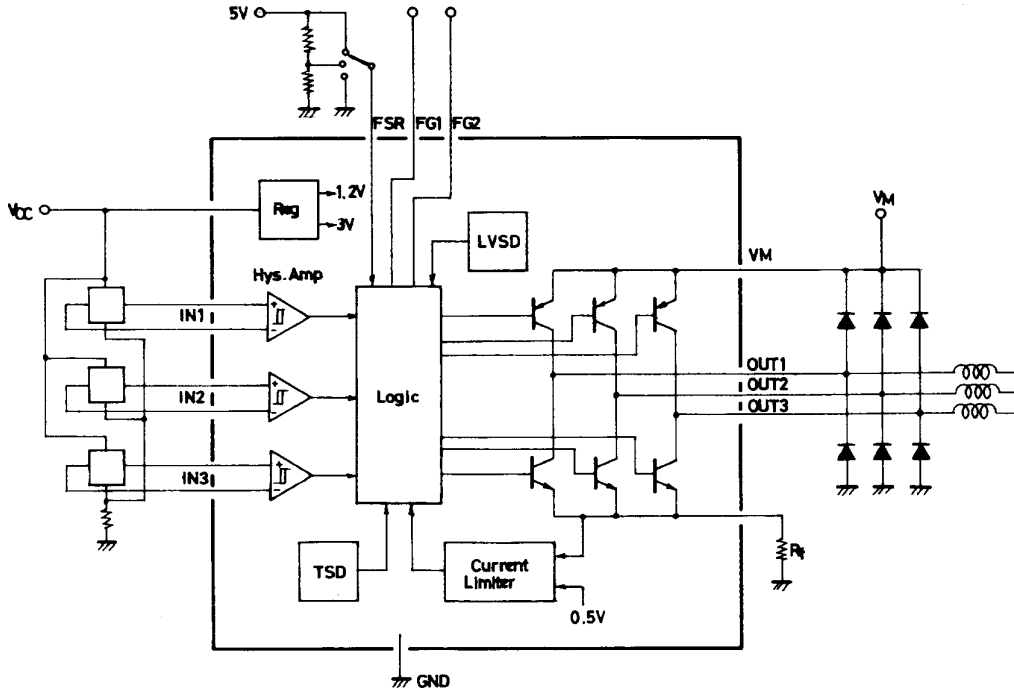 5V
FSR
FG1
FG2
VCC
Reg
1.2V
3V
LVSD
VM
VM
Hys. Amp
+
-
IN1
OUT1
+
-
IN2
Logic
OUT2
OUT3
+
-
IN3
TSD
Current
Limiter
Rf
0.5V
GND